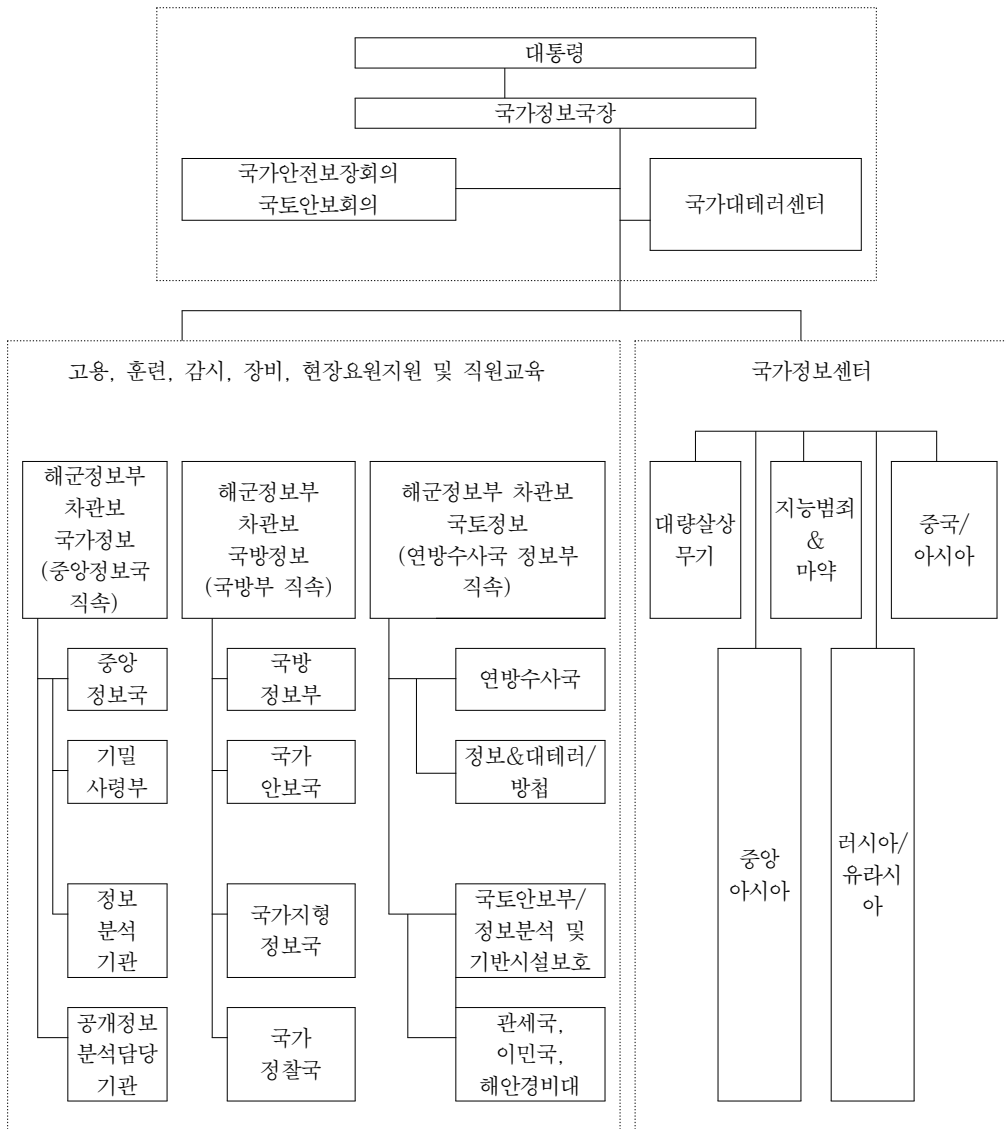 대통령
국가정보국장
국가안전보장회의
국토안보회의
국가대테러센터
고용, 훈련, 감시, 장비, 현장요원지원 및 직원교육
해군정보부
차관보
국가정보
(중앙정보국
직속)
해군정보부
차관보
국방정보
(국방부 직속)
해군정보부 차관보
국토정보
(연방수사국 정보부
직속)
중앙
정보국
기밀
사령부
정보
분석
기관
공개정보
분석담당
기관
국방
정보부
국가
안보국
국가지형
정보국
국가
정찰국
연방수사국
정보&대테러/
방첩
국토안보부/
정보분석 및
기반시설보호
관세국,
이민국,
해안경비대
국가정보센터
대량살상
무기
지능범죄
&
마약
중국/
아시아
중앙
아시아
러시아/
유라시
아